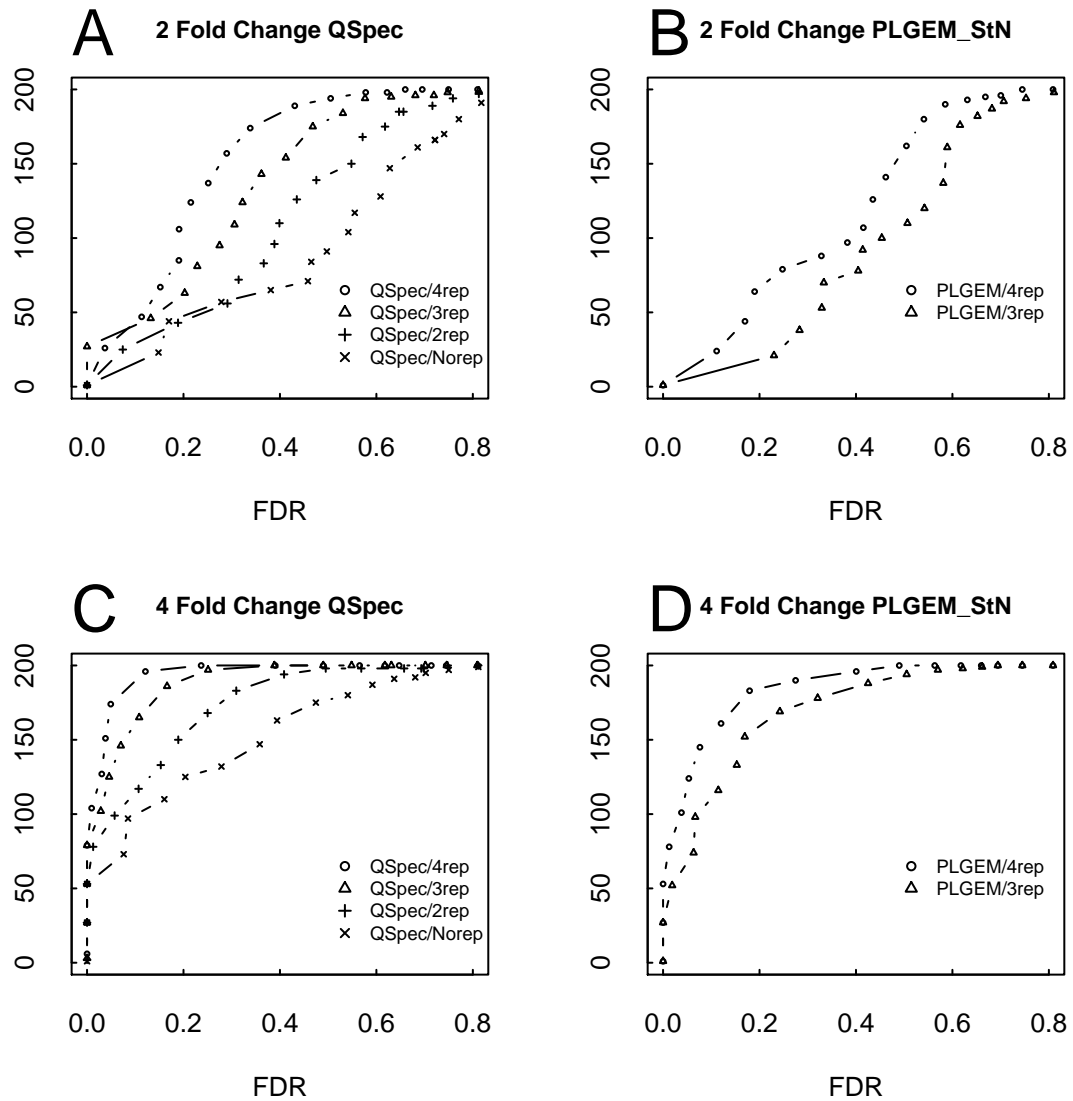 A
2 Fold Change QSpec
200
150
100
50
0
QSpec/4rep
QSpec/3rep
QSpec/2rep
QSpec/Norep
0.0 0.2 0.4 0.6 0.8
FDR
B
2 Fold Change PLGEM_StN
200
150
100
50
0
PLGEM/4rep
PLGEM/3rep
0.0 0.2 0.4 0.6 0.8
FDR
C
4 Fold Change QSpec
200
150
100
50
0
QSpec/4rep
QSpec/3rep
QSpec/2rep
QSpec/Norep
0.0 0.2 0.4 0.6 0.8
FDR
D
4 Fold Change PLGEM_StN
200
150
100
50
0
PLGEM/4rep
PLGEM/3rep
0.0 0.2 0.4 0.6 0.8
FDR